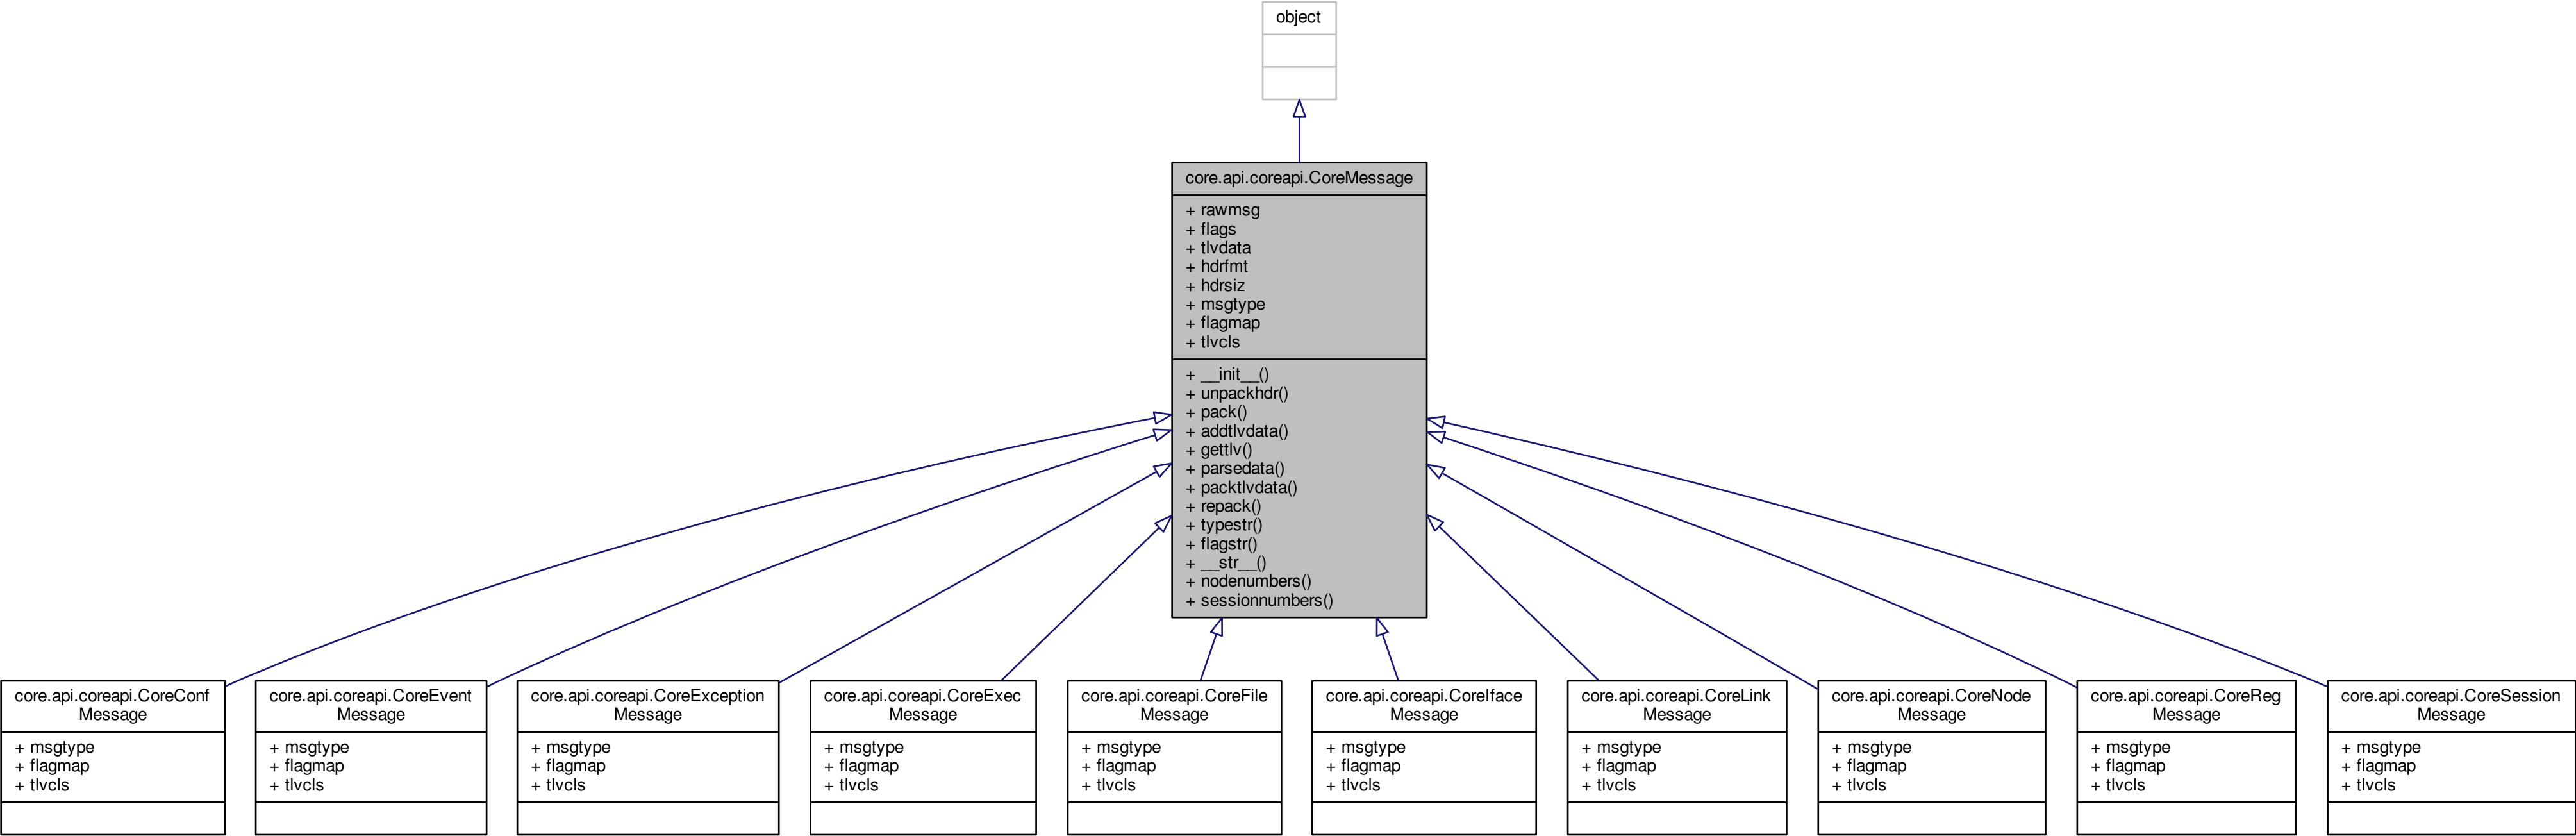 object
core.api.coreapi.CoreMessage
+ rawmsg
+ flags
+ tlvdata
+ hdrfmt
+ hdrsiz
+ msgtype
+ flagmap
+ tlvcls
+ __init__()
+ unpackhdr()
+ pack()
+ addtlvdata()
+ gettlv()
+ parsedata()
+ packtlvdata()
+ repack()
+ typestr()
+ flagstr()
+ __str__()
+ nodenumbers()
+ sessionnumbers()
core.api.coreapi.CoreConf
Message
+ msgtype
+ flagmap
+ tlvcls
core.api.coreapi.CoreEvent
Message
+ msgtype
+ flagmap
+ tlvcls
core.api.coreapi.CoreException
Message
+ msgtype
+ flagmap
+ tlvcls
core.api.coreapi.CoreExec
Message
+ msgtype
+ flagmap
+ tlvcls
core.api.coreapi.CoreFile
Message
+ msgtype
+ flagmap
+ tlvcls
core.api.coreapi.CoreIface
Message
+ msgtype
+ flagmap
+ tlvcls
core.api.coreapi.CoreLink
Message
+ msgtype
+ flagmap
+ tlvcls
core.api.coreapi.CoreNode
Message
+ msgtype
+ flagmap
+ tlvcls
core.api.coreapi.CoreReg
Message
+ msgtype
+ flagmap
+ tlvcls
core.api.coreapi.CoreSession
Message
+ msgtype
+ flagmap
+ tlvcls